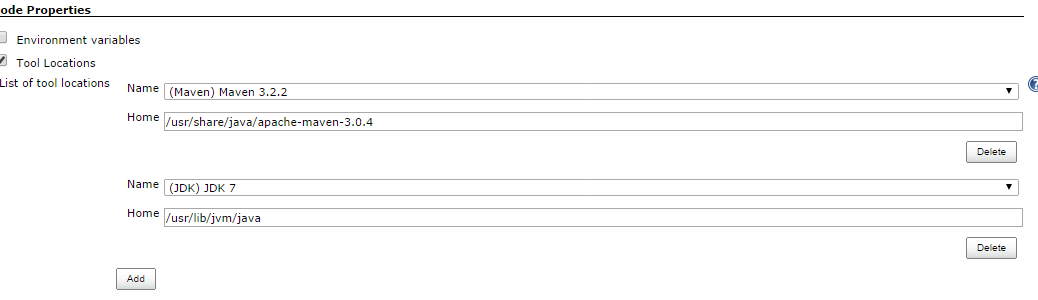 ode Properties
Environment variables
Tool Locations
List of tool locations
Name (Maven) Maven 3.2.2
Home /usr/share/java/apache-maven-3.0.4
Delete
Name (JDK) JDK 7
Home /usr/lib/jvm/java
Delete
Add